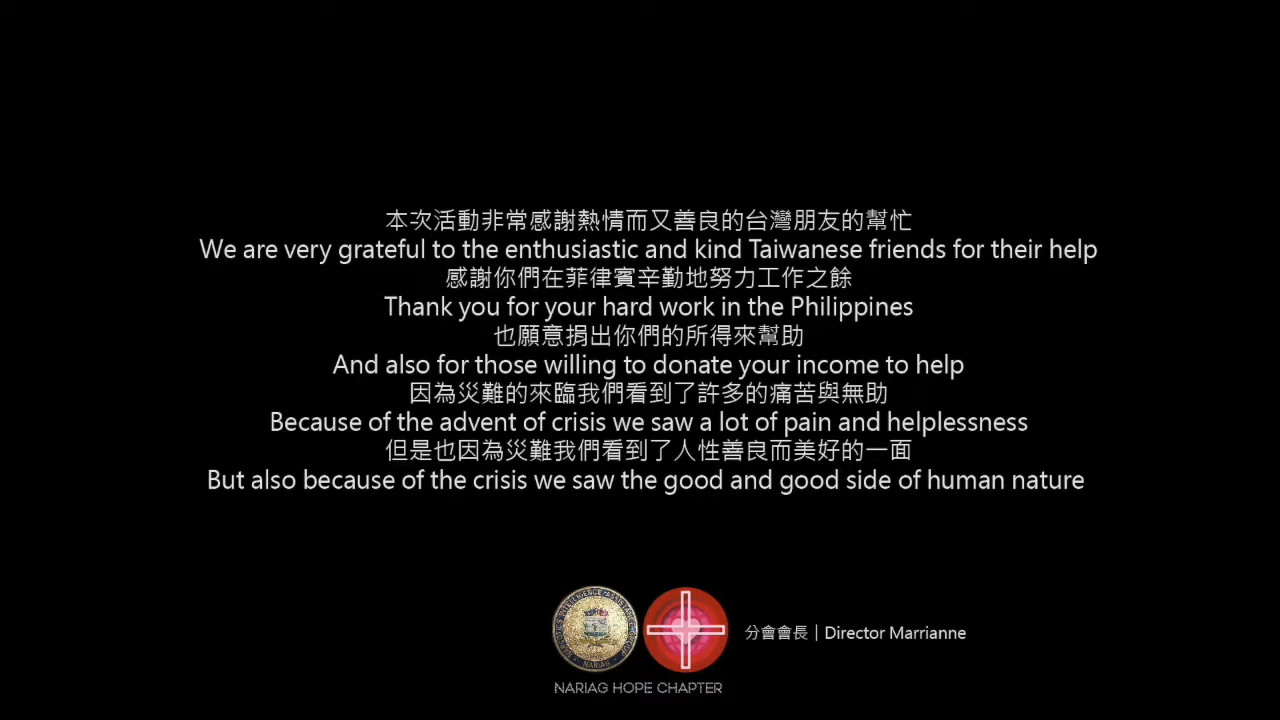 本次活動非常感謝熱情而又善良的台灣朋友的幫忙
We are very grateful to the enthusiastic and kind Taiwanese friends for their help
感謝你們在菲律賓辛勤地努力工作之餘
Thank you for your hard work in the Philippines
也願意捐出你們的所得來幫助
And also for those willing to donate your income to help
因為災難的來臨我們看到了許多的痛苦與無助
Because of the advent of crisis we saw a lot of pain and helplessness
但是也因為災難我們看到了人性善良而美好的一面
But also because of the crisis we saw the good and good side of human nature
分會會長 | Director Marrianne
NARIAG
NARIAG HOPE CHAPTER